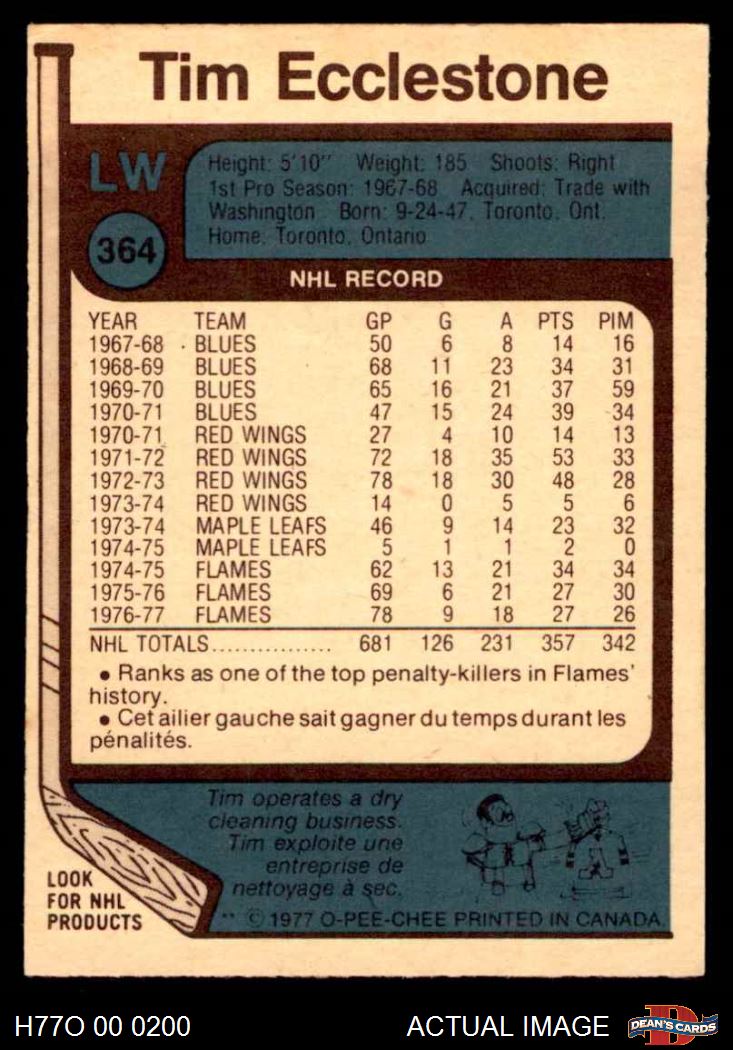 Tim Ecclestone
LW
364
Height: 5'10" Weight: 185 Shoots: Right
1st Pro Season: 1967-68 Acquired: Trade with
Washington Born: 9-24-47, Toronto, Ont.
Home: Toronto, Ontario
NHL RECORD
YEAR TEAM GP G A PTS PIM
1967-68 BLUES 50 6 8 14 16
1968-69 BLUES 68 11 23 34 31
1969-70 BLUES 65 16 21 37 59
1970-71 BLUES 47 15 24 39 34
1970-71 RED WINGS 27 4 10 14 13
1971-72 RED WINGS 72 18 35 53 33
1972-73 RED WINGS 78 18 30 48 28
1973-74 RED WINGS 14 0 5 5 6
1973-74 MAPLE LEAFS 46 9 14 23 32
1974-75 MAPLE LEAFS 5 1 1 2 0
1974-75 FLAMES 62 13 21 34 34
1975-76 FLAMES 69 6 21 27 30
1976-77 FLAMES 78 9 18 27 26
NHL TOTALS................ 681 126 231 357 342
• Ranks as one of the top penalty-killers in Flames'
history.
• Cet ailier gauche sait gagner du temps durant les
pénalités.
Tim operates a dry
cleaning business.
Tim exploite une
entreprise de
nettoyage à sec.
LOOK
FOR NHL
PRODUCTS
** © 1977 O-PEE-CHEE PRINTED IN CANADA.
H77O 00 0200
ACTUAL IMAGE
D
DEAN'S CARDS